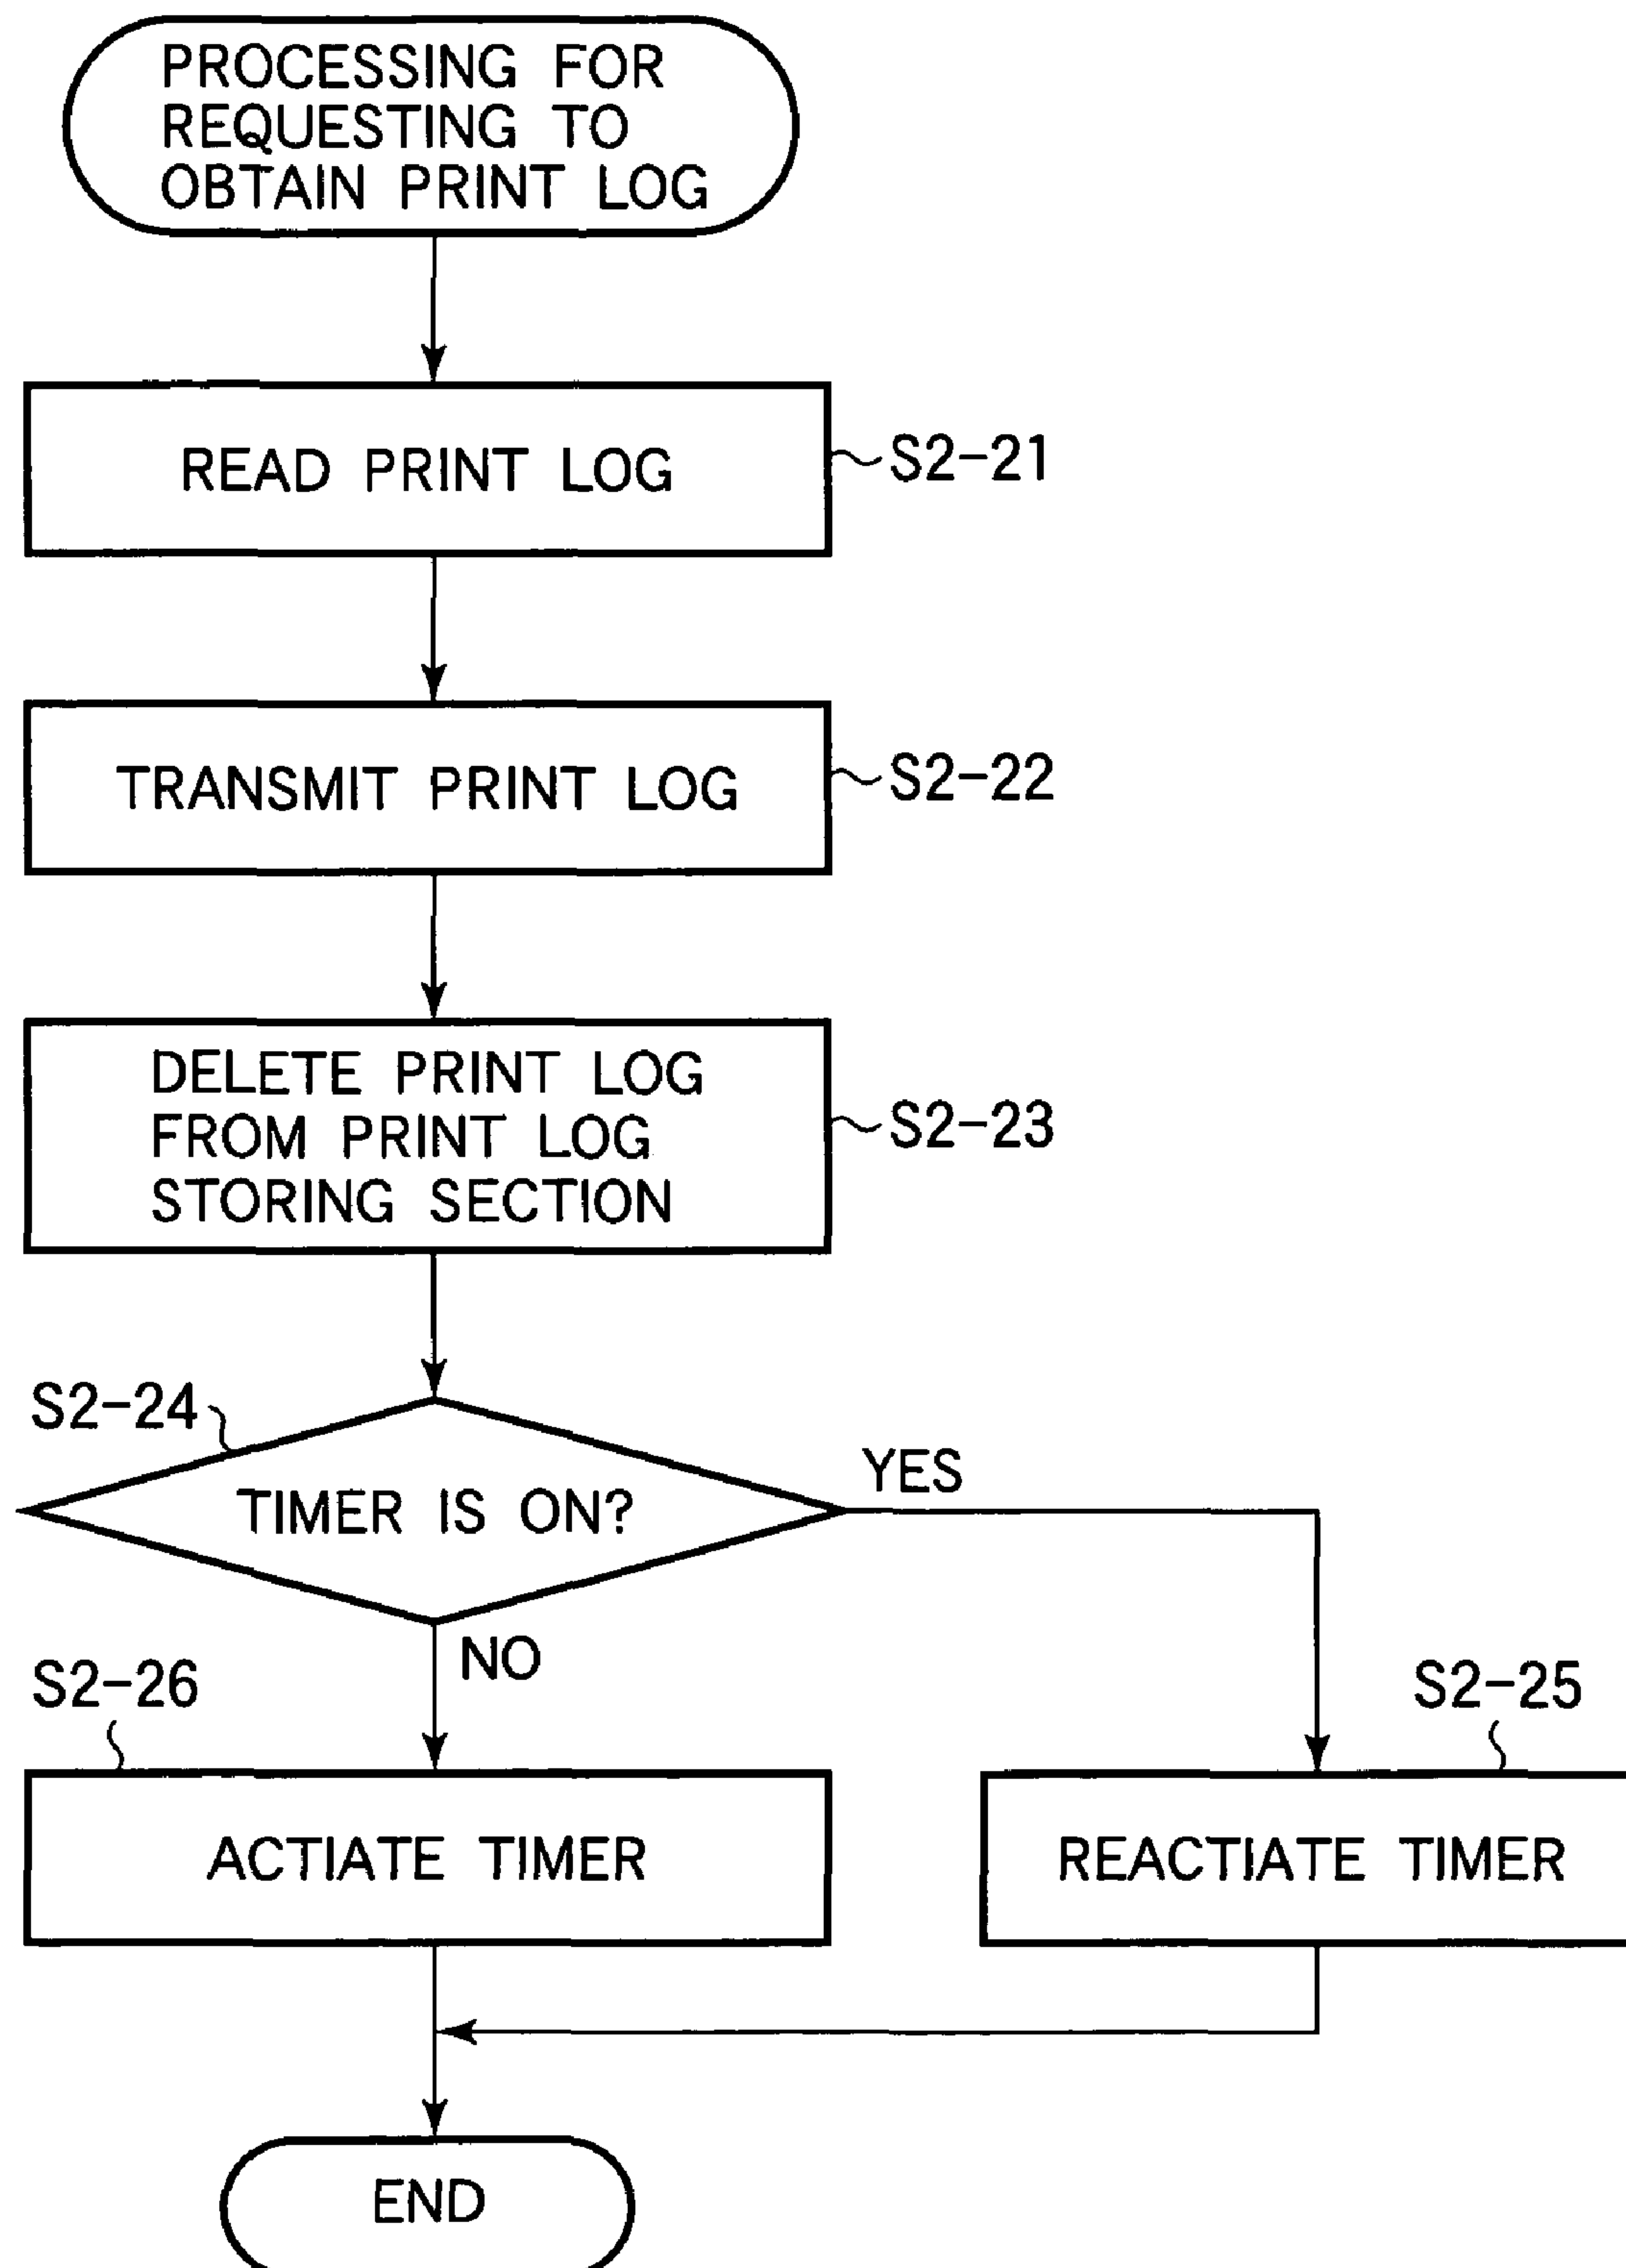 PROCESSING FOR
REQUESTING TO
OBTAIN PRINT LOG
READ PRINT LOG
S2-21
TRANSMIT PRINT LOG
S2-22
DELETE PRINT LOG
FROM PRINT LOG
STORING SECTION
S2-23
S2-24
TIMER IS ON?
YES
NO
S2-26
S2-25
ACTIATE TIMER
REACTIATE TIMER
END